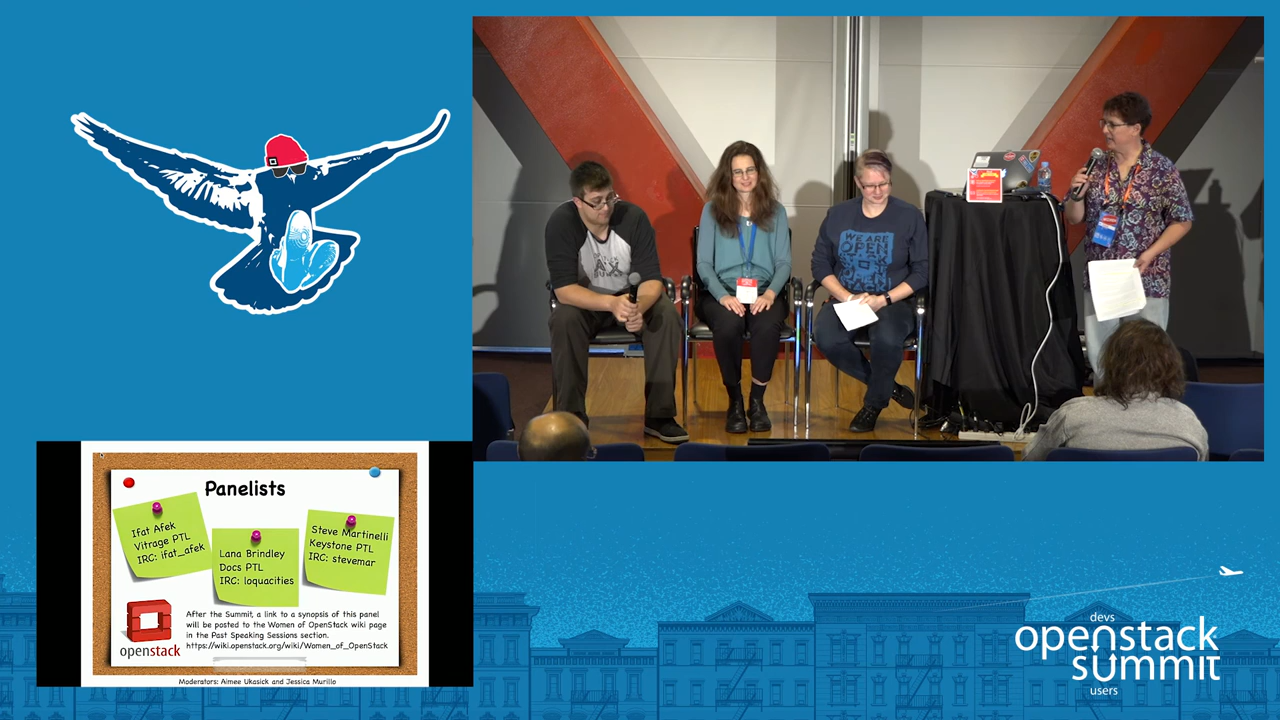 WE ARE
OPEN
Panelists
Ifat Afek
Vitrage PTL
IRC: ifat_afek
Lana Brindley
Docs PTL
IRC: loquacities
Steve Martinelli
Keystone PTL
IRC: stevemar
After the Summit, a link to a synopsis of this panel
will be posted to the Women of OpenStack wiki page
in the Past Speaking Sessions section.
https://wiki.openstack.org/wiki/Women_of_OpenStack
openstack
Moderators: Aimee Ukasick and Jessica Murillo
devs
openstack
summit
users